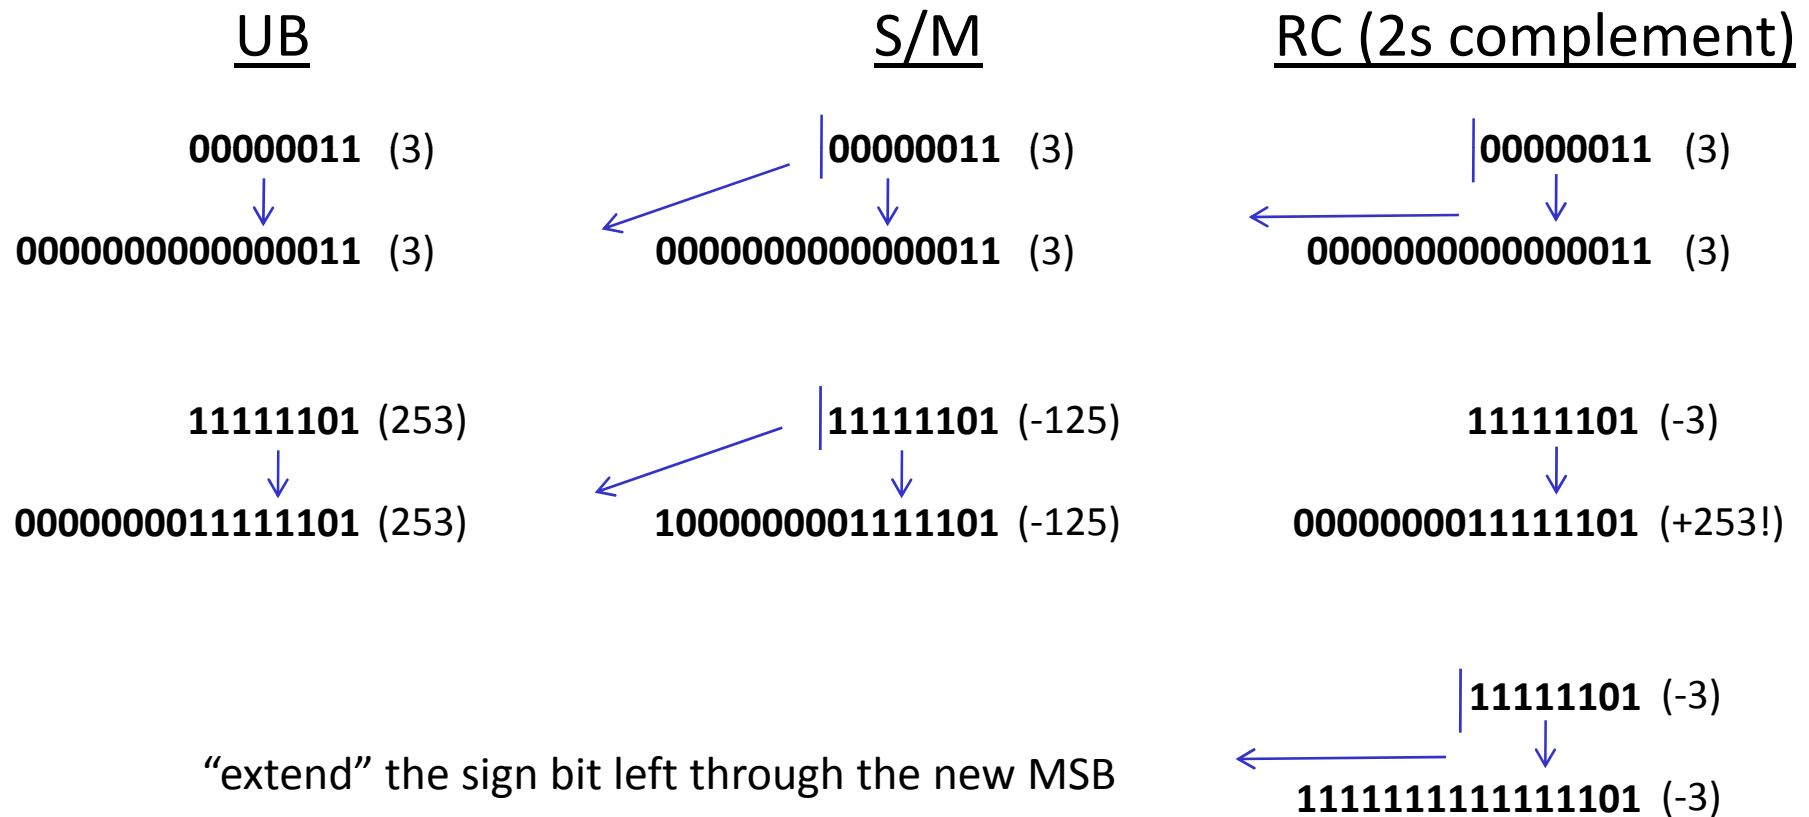 UB S/M RC (2s complement)
00000011 (3) 00000011 (3) 00000011 (3)
0000000000000011 (3) 0000000000000011 (3) 0000000000000011 (3)
11111101 (253) 11111101 (-125) 11111101 (-3)
0000000011111101 (253) 1000000001111101 (-125) 0000000011111101 (+253!)
11111101 (-3)
“extend” the sign bit left through the new MSB
1111111111111101 (-3)